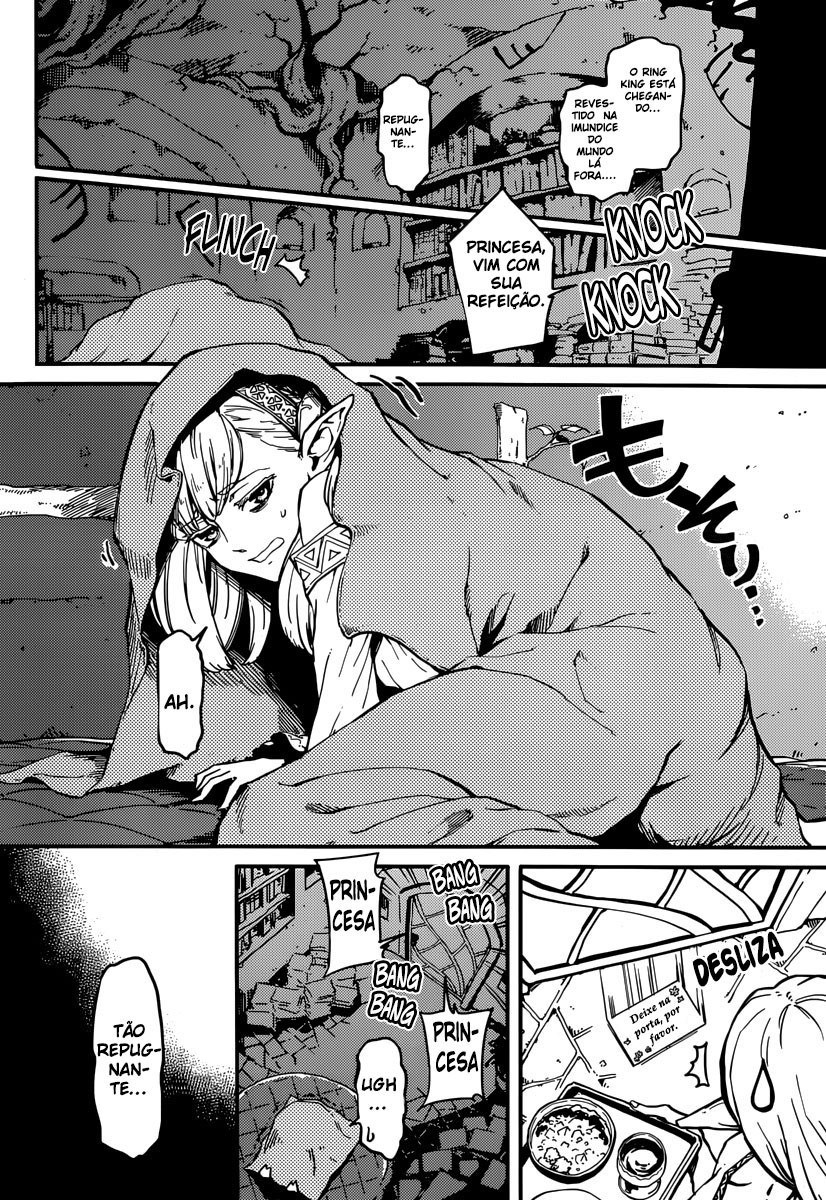 O RING
KING ESTÁ
CHEGAN-
DO...
REVES-
TIDO NA
IMUNDICE
DO
MUNDO
LÁ
FORA....
REPUG-
NAN-
TE...
KNOCK
KNOCK
PRINCESA,
VIM COM
SUA
REFEIÇÃO.
FLINCH
AH.
DESLIZA
Deixe na
porta, por
favor.
BANG
BANG
PRIN-
CESA
BANG
BANG
PRIN-
CESA
UGH
...
TÃO
REPUG-
NAN-
TE...